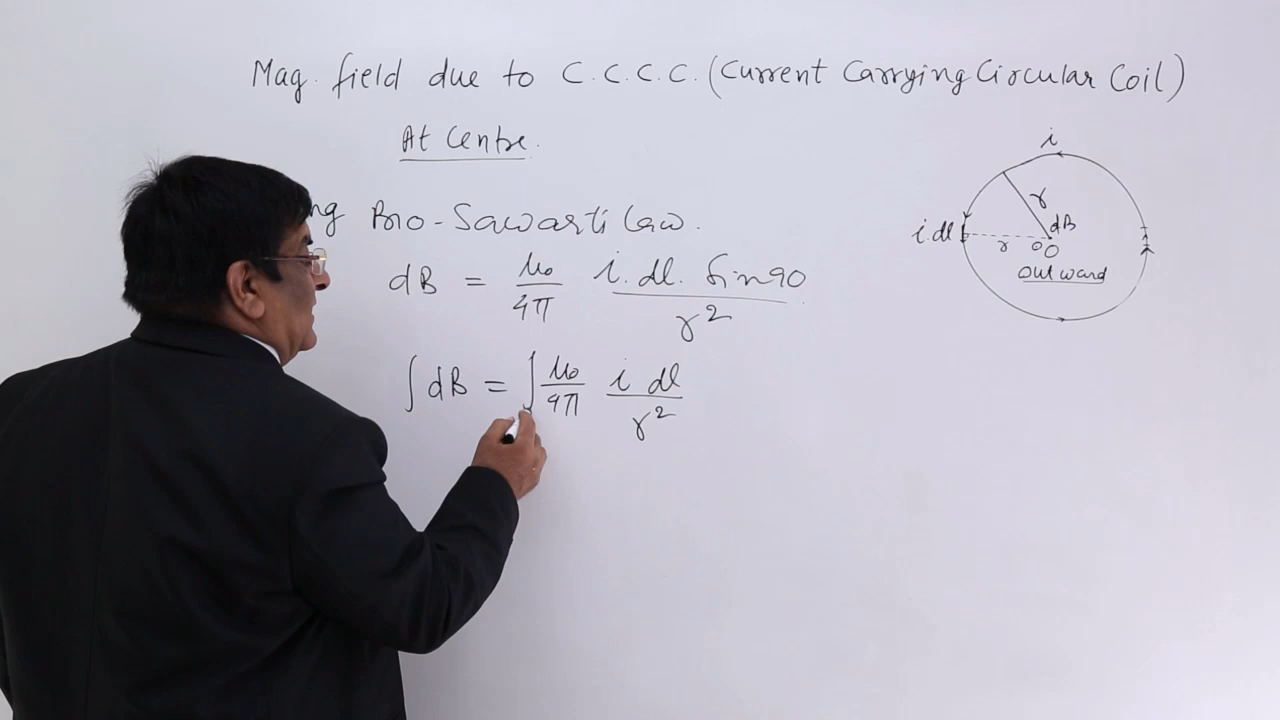 Mag. field due to C.C.C.C. (Current Carrying Circular Coil)
At Centre.
ng Bio-Sawarti Law.
dB = μ₀/4π i.dl. Sin90/r²
∫dB = ∫μ₀/4π i dl/r²
i
r
dB
i.dl
r
O
outward